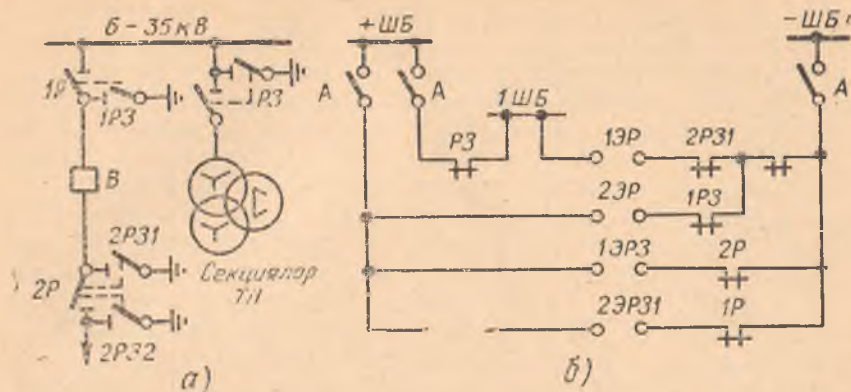 6-35кВ
1Р
1РЗ
РЗ
В
2РЗ1
2Р
Секциялар
ТН
2РЗ2
а)
+ШБ
-ШБ
А
А
А
1ШБ
РЗ
1ЭР
2РЗ1
2ЭР
1РЗ
1ЭРЗ
2Р
2ЭРЗ1
1Р
б)